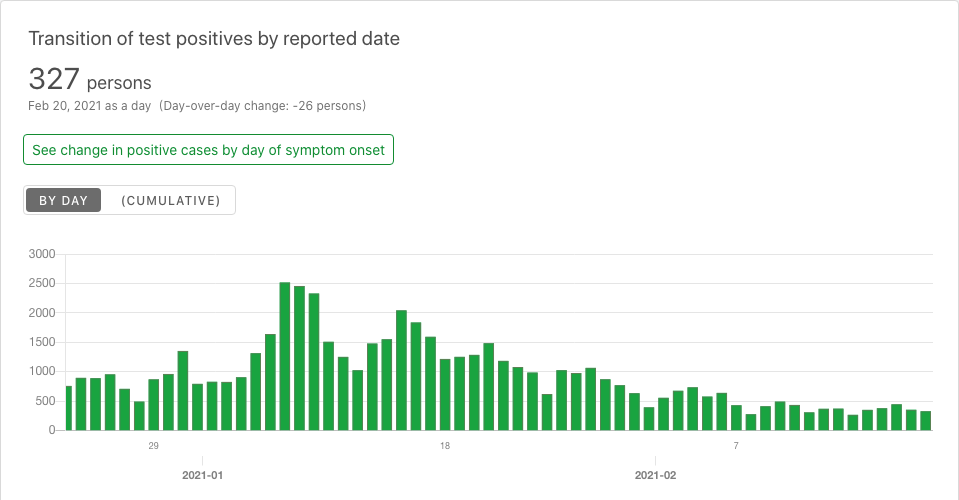 Transition of test positives by reported date
327 persons
Feb 20, 2021 as a day (Day-over-day change: -26 persons)
See change in positive cases by day of symptom onset
BY DAY (CUMULATIVE)
3000
2500
2000
1500
1000
500
0
29 18 7
2021-01 2021-02